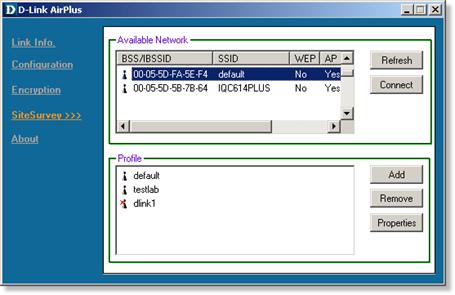 D-Link AirPlus
Link Info.
Configuration
Encryption
SiteSurvey >>>
About
Available Network
BSS/IBSSID SSID WEP AP
00-05-5D-FA-5E-F4 default No Yes
00-05-5D-5B-7B-64 IQC614PLUS No Yes
Refresh
Connect
Profile
default
testlab
dlink1
Add
Remove
Properties